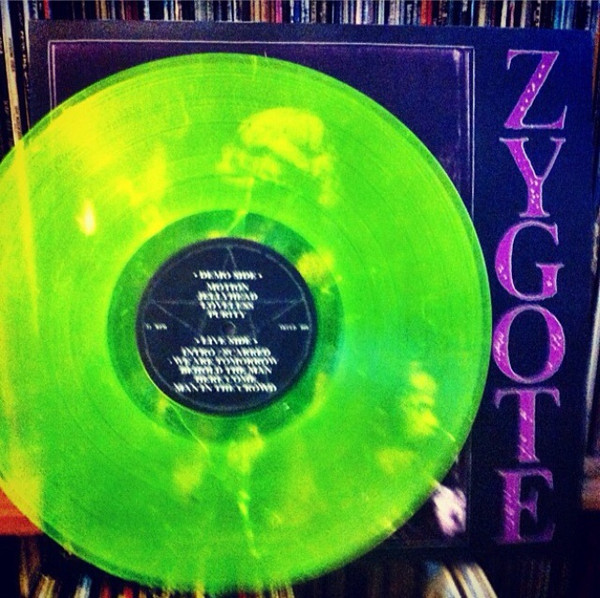 ZYGOTE
• DEMO SIDE •
MOTION
JELLYHEAD
LOVELESS
PURITY
• LIVE SIDE •
INTRO / SCARRED
WE ARE TOMORROW
BEHOLD THE MAN
HERE I COME
MAN IN THE CROWD